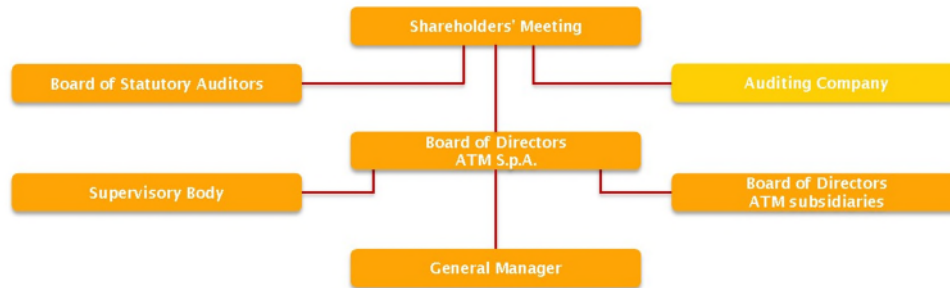 Shareholders' Meeting
Board of Statutory Auditors
Auditing Company
Board of Directors
ATM S.p.A.
Supervisory Body
Board of Directors
ATM subsidiaries
General Manager